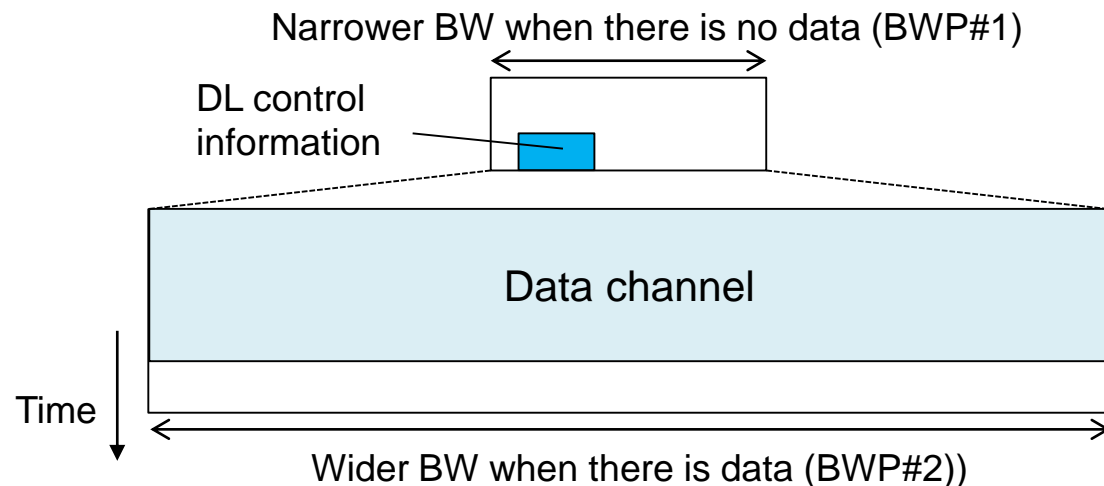 Narrower BW when there is no data (BWP#1)
DL control
information
Data channel
Time
Wider BW when there is data (BWP#2))